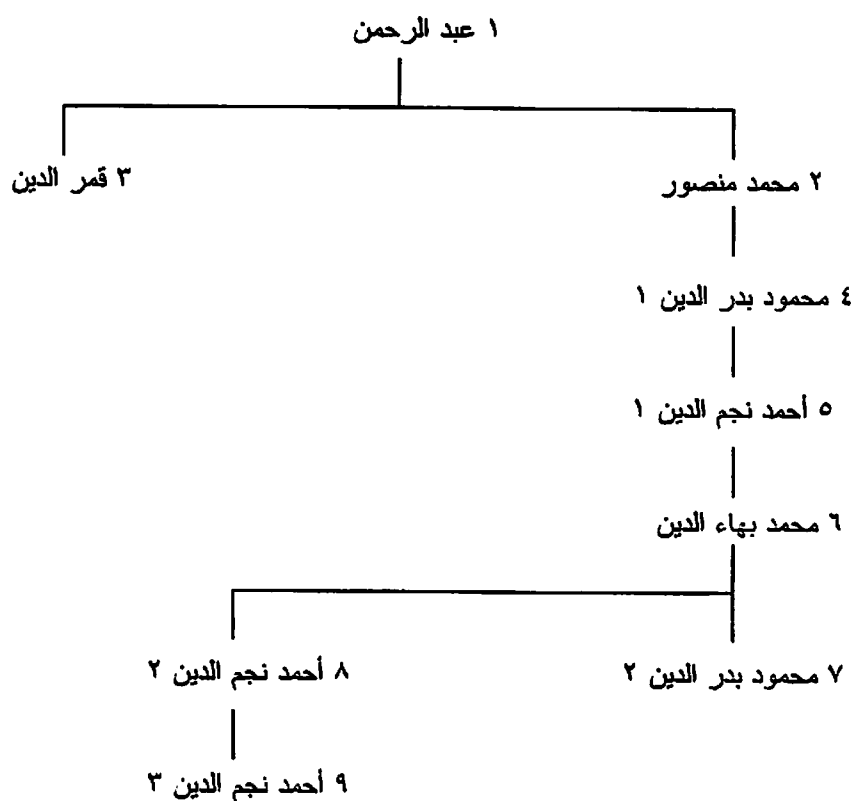 ١ عبد الرحمن
٢ محمد منصور
٣ قمر الدين
٤ محمود بدر الدين ١
٥ أحمد نجم الدين ١
٦ محمد بهاء الدين
٧ محمود بدر الدين ٢
٨ أحمد نجم الدين ٢
٩ أحمد نجم الدين ٣